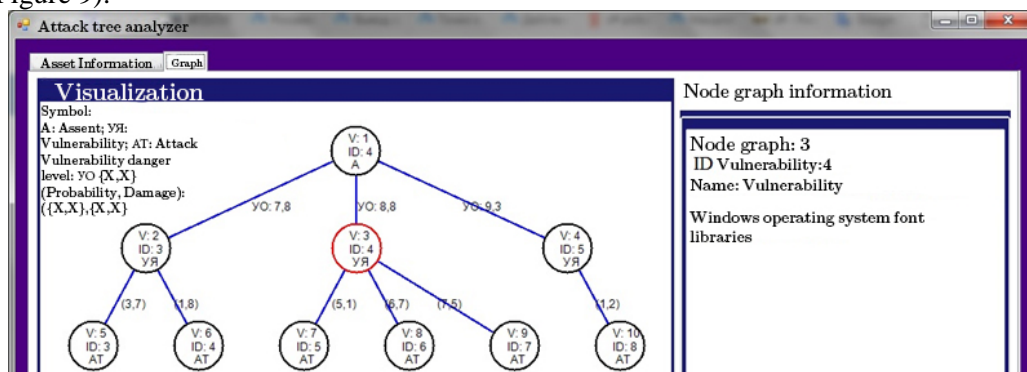 Figure 9).
Attack tree analyzer
Asset Information Graph
Visualization
Symbol:
A: Assent; УЯ:
Vulnerability; AT: Attack
Vulnerability danger
level: УО {X,X}
(Probability, Damage):
({X,X},{X,X}
V: 1
ID: 4
A
УО: 7,8
УО: 8,8
УО: 9,3
V: 2
ID: 3
УЯ
V: 3
ID: 4
УЯ
V: 4
ID: 5
УЯ
(3,7)
(1,8)
(5,1)
(6,7)
(7,5)
(1,2)
V: 5
ID: 3
AT
V: 6
ID: 4
AT
V: 7
ID: 5
AT
V: 8
ID: 6
AT
V: 9
ID: 7
AT
V: 10
ID: 8
AT
Node graph information
Node graph: 3
ID Vulnerability:4
Name: Vulnerability
Windows operating system font
libraries